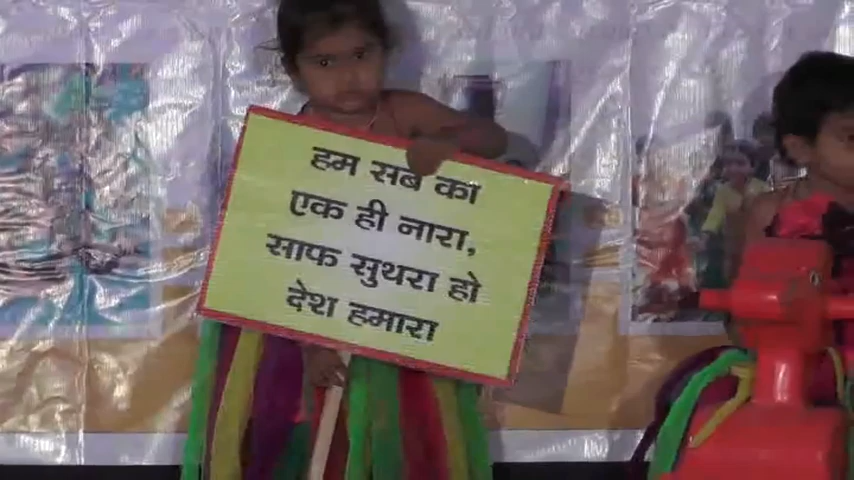 हम सब का
एक ही नारा,
साफ सुथरा हो
देश हमारा